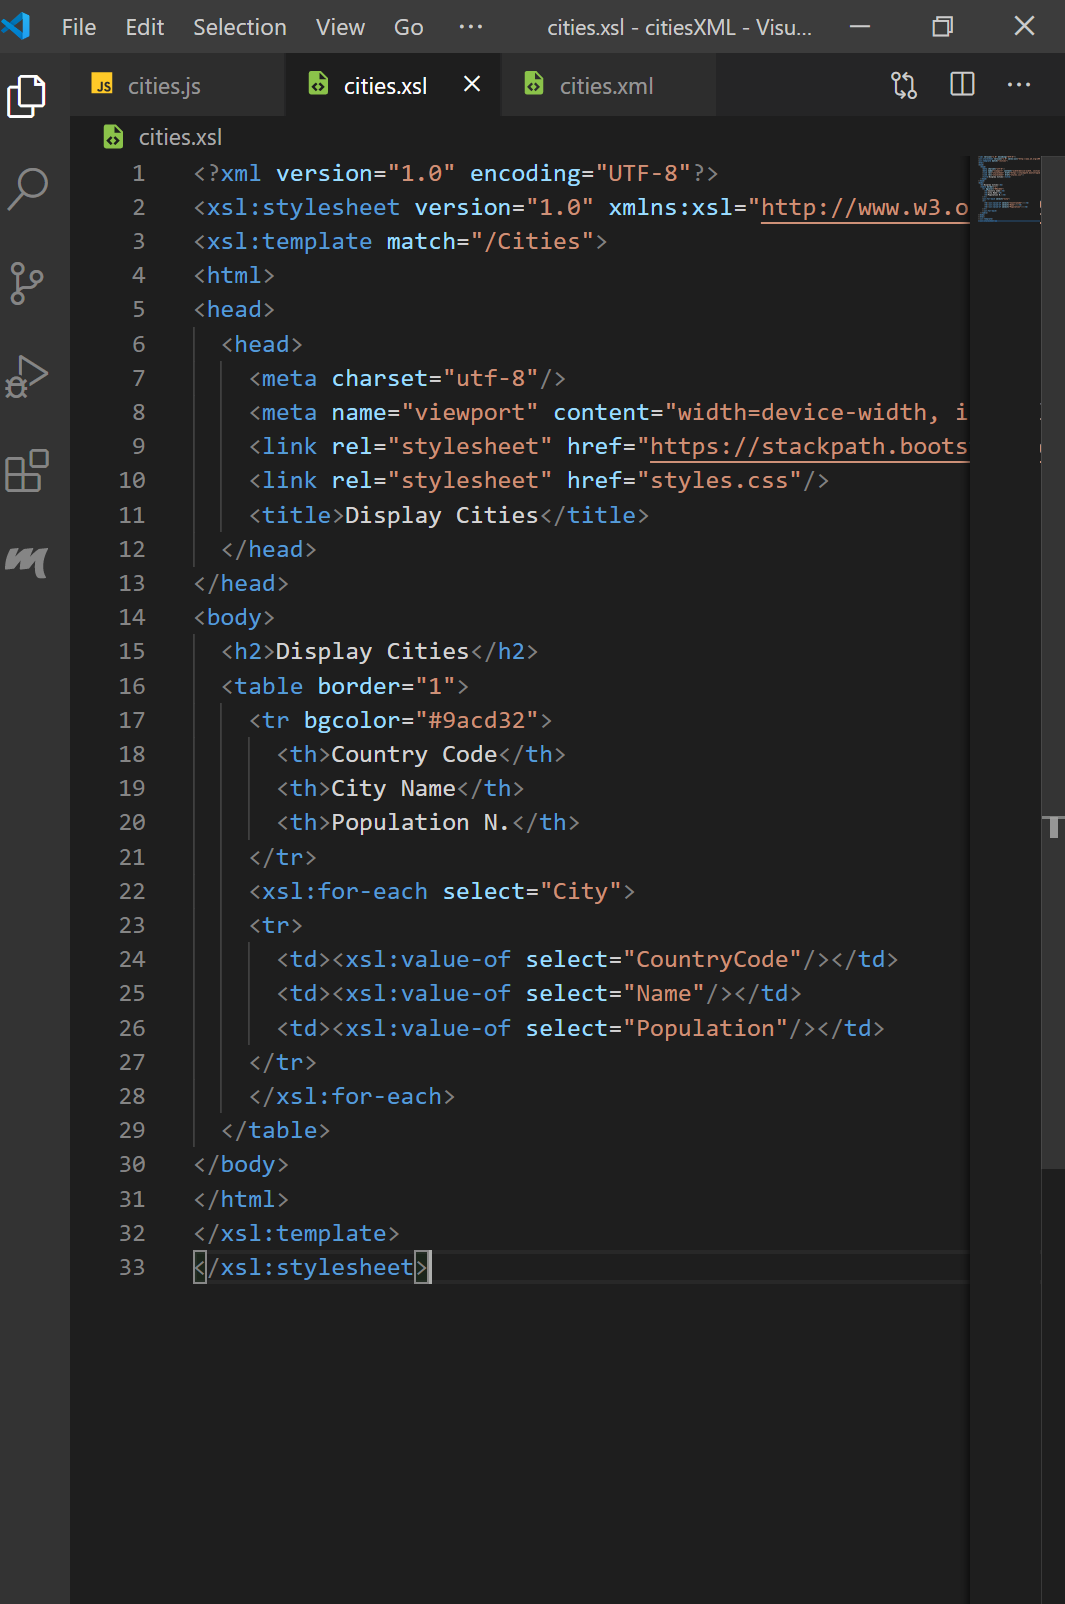 File Edit Selection View Go ··· cities.xsl - citiesXML - Visu...
JS cities.js cities.xsl cities.xml
cities.xsl
1 <?xml version="1.0" encoding="UTF-8"?>
2 <xsl:stylesheet version="1.0" xmlns:xsl="http://www.w3.o
3 <xsl:template match="/Cities">
4 <html>
5 <head>
6 <head>
7 <meta charset="utf-8"/>
8 <meta name="viewport" content="width=device-width, i
9 <link rel="stylesheet" href="https://stackpath.boots
10 <link rel="stylesheet" href="styles.css"/>
11 <title>Display Cities</title>
12 </head>
13 </head>
14 <body>
15 <h2>Display Cities</h2>
16 <table border="1">
17 <tr bgcolor="#9acd32">
18 <th>Country Code</th>
19 <th>City Name</th>
20 <th>Population N.</th>
21 </tr>
22 <xsl:for-each select="City">
23 <tr>
24 <td><xsl:value-of select="CountryCode"/></td>
25 <td><xsl:value-of select="Name"/></td>
26 <td><xsl:value-of select="Population"/></td>
27 </tr>
28 </xsl:for-each>
29 </table>
30 </body>
31 </html>
32 </xsl:template>
33 </xsl:stylesheet>